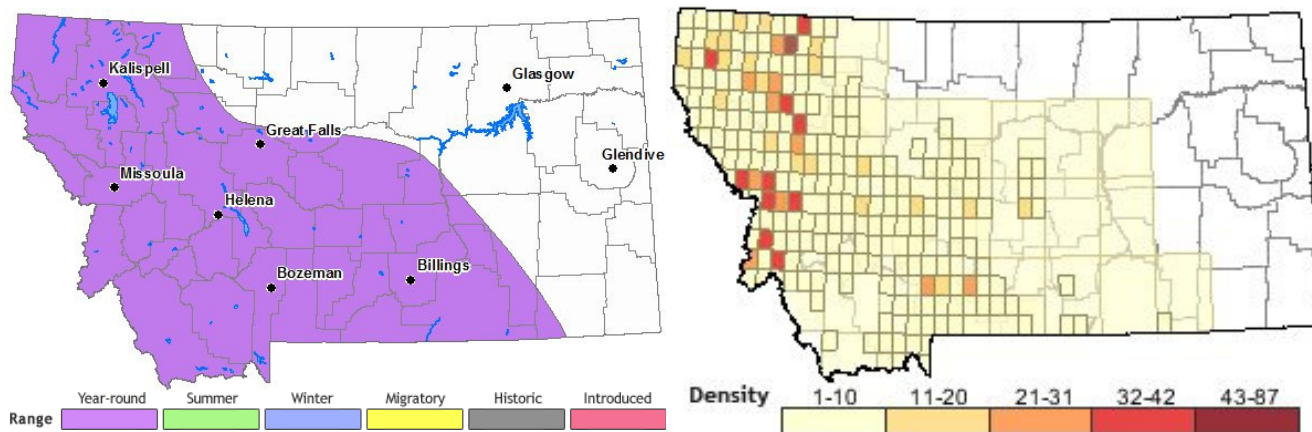 Kalispell
Glasgow
Great Falls
Glendive
Missoula
Helena
Bozeman
Billings
Year-round Summer Winter Migratory Historic Introduced
Range
Density 1-10 11-20 21-31 32-42 43-87